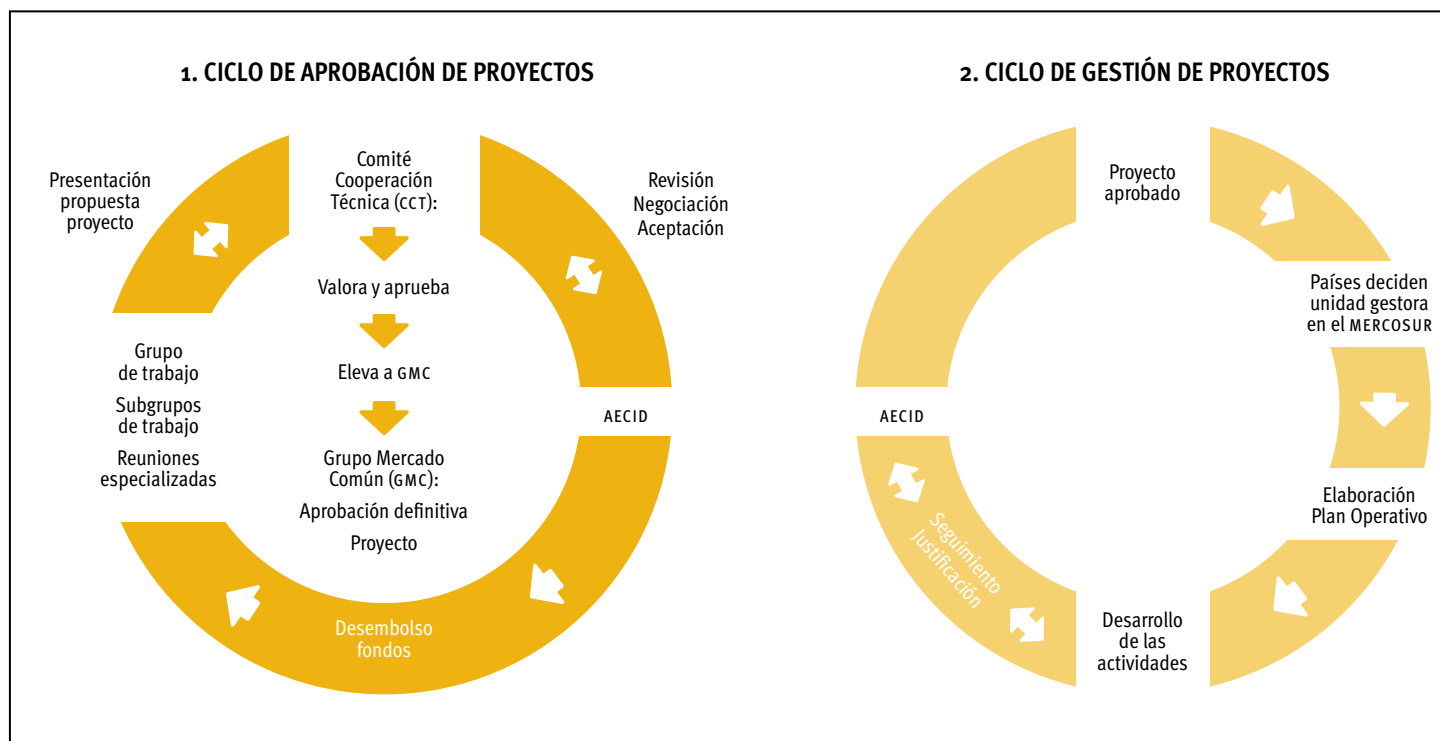 1. CICLO DE APROBACIÓN DE PROYECTOS
Presentación
propuesta
proyecto
Comité
Cooperación
Técnica (CCT):
Valora y aprueba
Eleva a GMC
Grupo Mercado
Común (GMC):
Aprobación definitiva
Proyecto
Revisión
Negociación
Aceptación
AECID
Desembolso
fondos
Grupo
de trabajo
Subgrupos
de trabajo
Reuniones
especializadas
2. CICLO DE GESTIÓN DE PROYECTOS
Proyecto
aprobado
Países deciden
unidad gestora
en el MERCOSUR
Elaboración
Plan Operativo
Desarrollo
de las
actividades
Seguimiento
Justificación
AECID